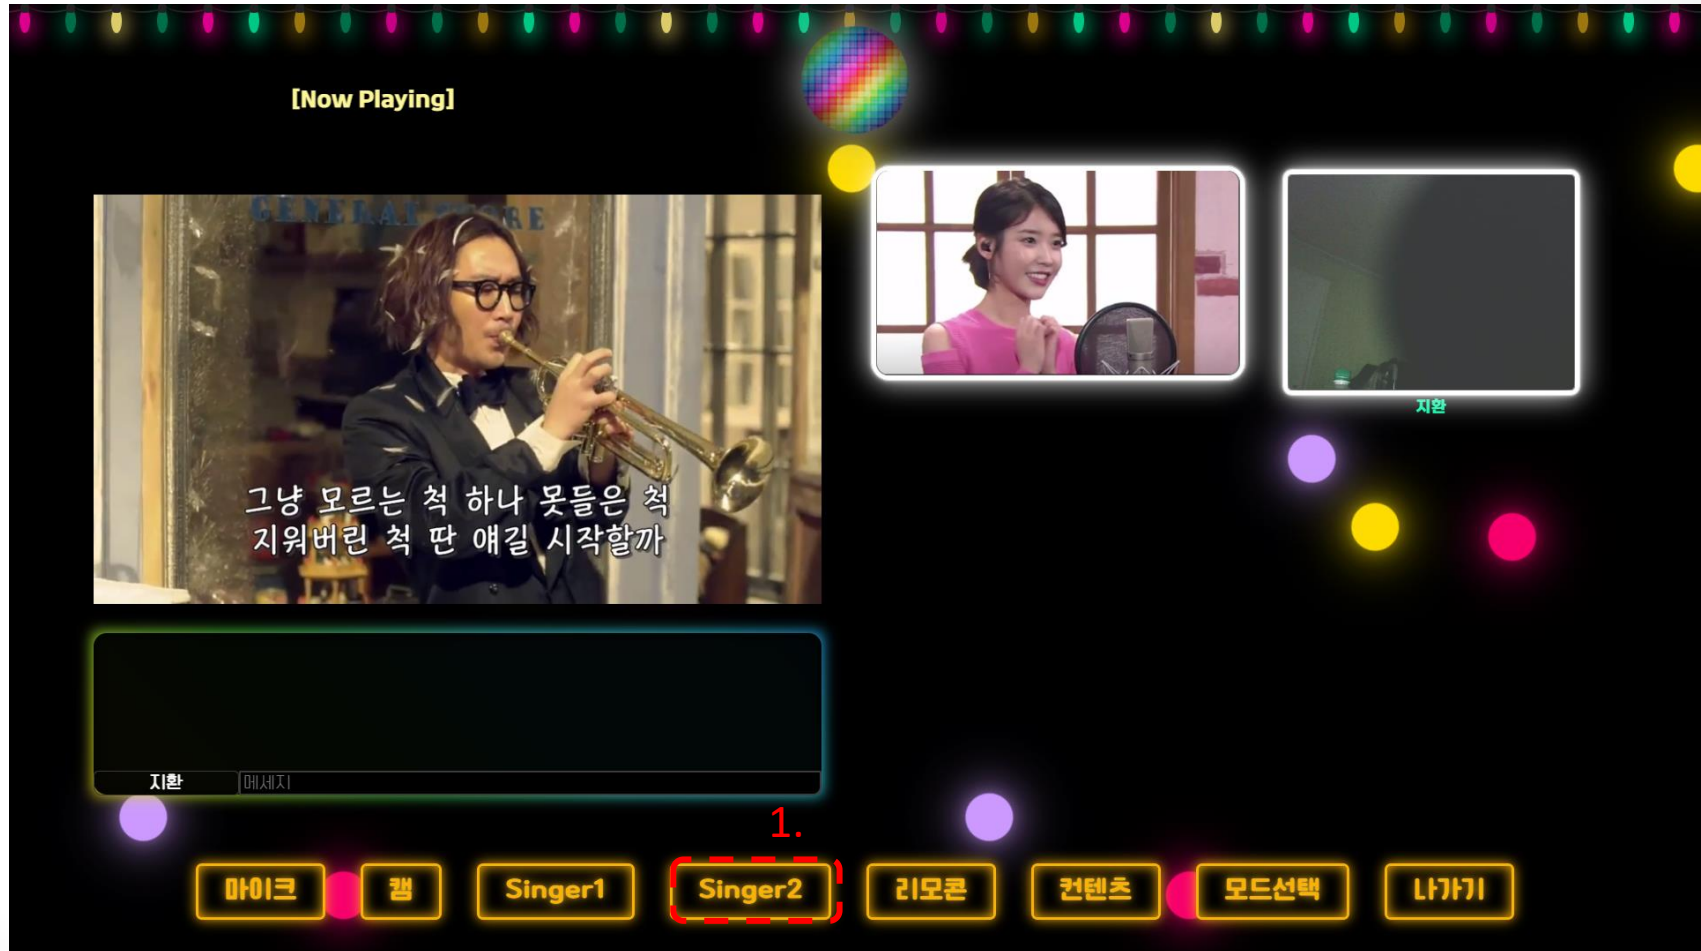 [Now Playing]
GENERAL STORE
그냥 모르는 척 하나 못들은 척
지워버린 척 딴 얘길 시작할까
지환
지환
메세지
1.
마이크
캠
Singer1
Singer2
리모콘
컨텐츠
모드선택
나가기